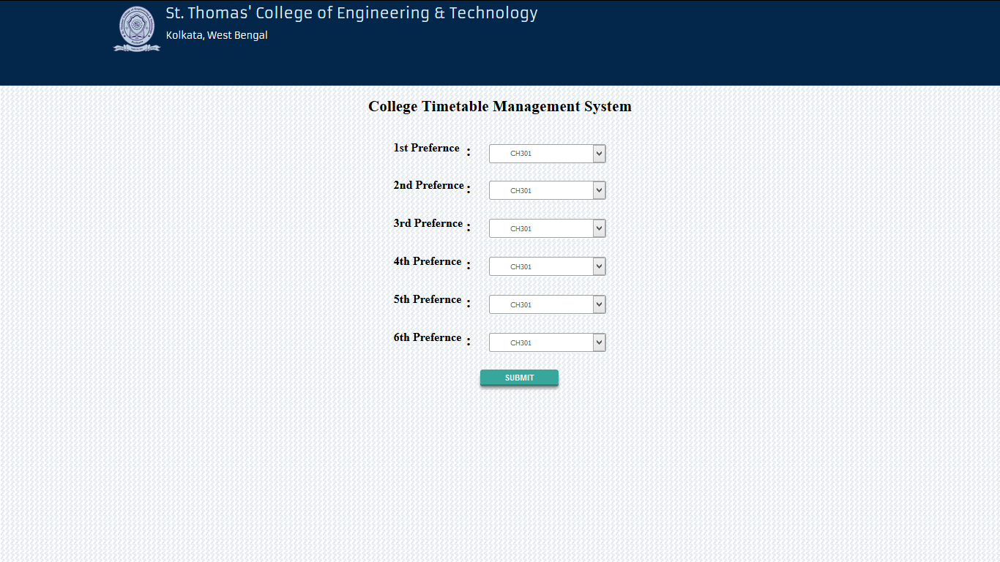 St. Thomas' College of Engineering & Technology
Kolkata, West Bengal
College Timetable Management System
1st Prefernce : CH301
2nd Prefernce : CH301
3rd Prefernce : CH301
4th Prefernce : CH301
5th Prefernce : CH301
6th Prefernce : CH301
SUBMIT